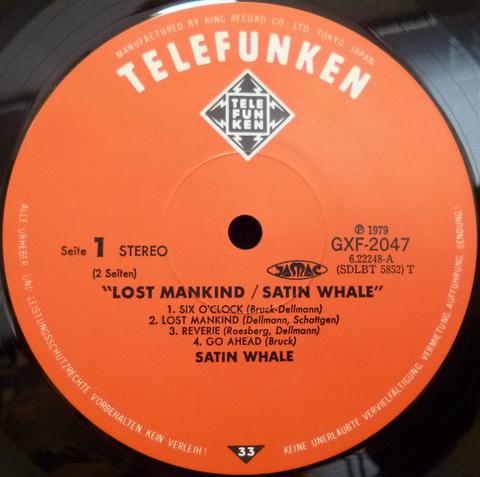 MANUFACTURED BY KING RECORD CO., LTD. TOKYO, JAPAN
TELEFUNKEN
TELE
FUN
KEN
Seite 1 STEREO
(2 Seiten)
℗ 1979
GXF-2047
6.22248-A
(SDLBT 5852) T
JASRAC
"LOST MANKIND / SATIN WHALE"
1. SIX O'CLOCK (Bruck-Dellmann)
2. LOST MANKIND (Dellmann, Schattgen)
3. REVERIE (Roesberg, Dellmann)
4. GO AHEAD (Bruck)
SATIN WHALE
ALLE URHEBER- UND LEISTUNGSSCHUTZRECHTE VORBEHALTEN KEIN VERLEIH!
KEINE UNERLAUBTE VERVIELFÄLTIGUNG, VERMIETUNG, AUFFÜHRUNG, SENDUNG!
33